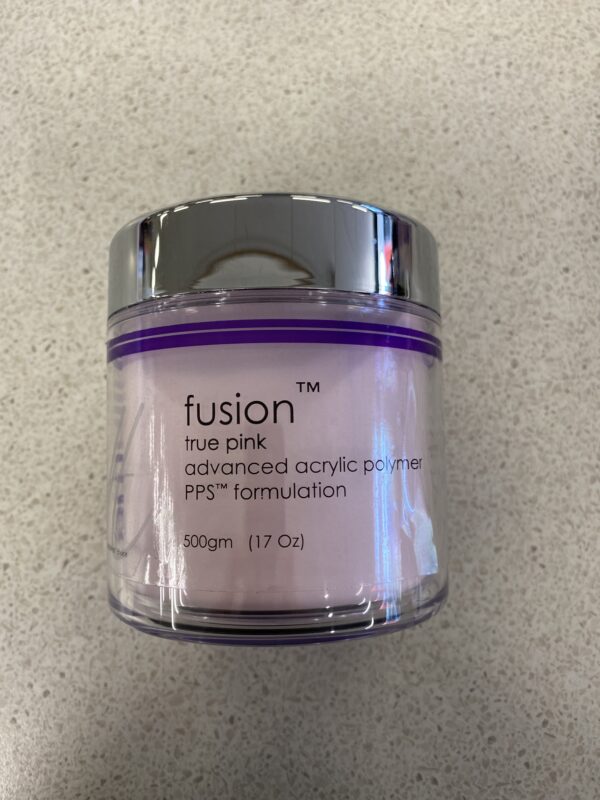 fusion™
true pink
advanced acrylic polymer
PPS™ formulation
500gm (17 Oz)